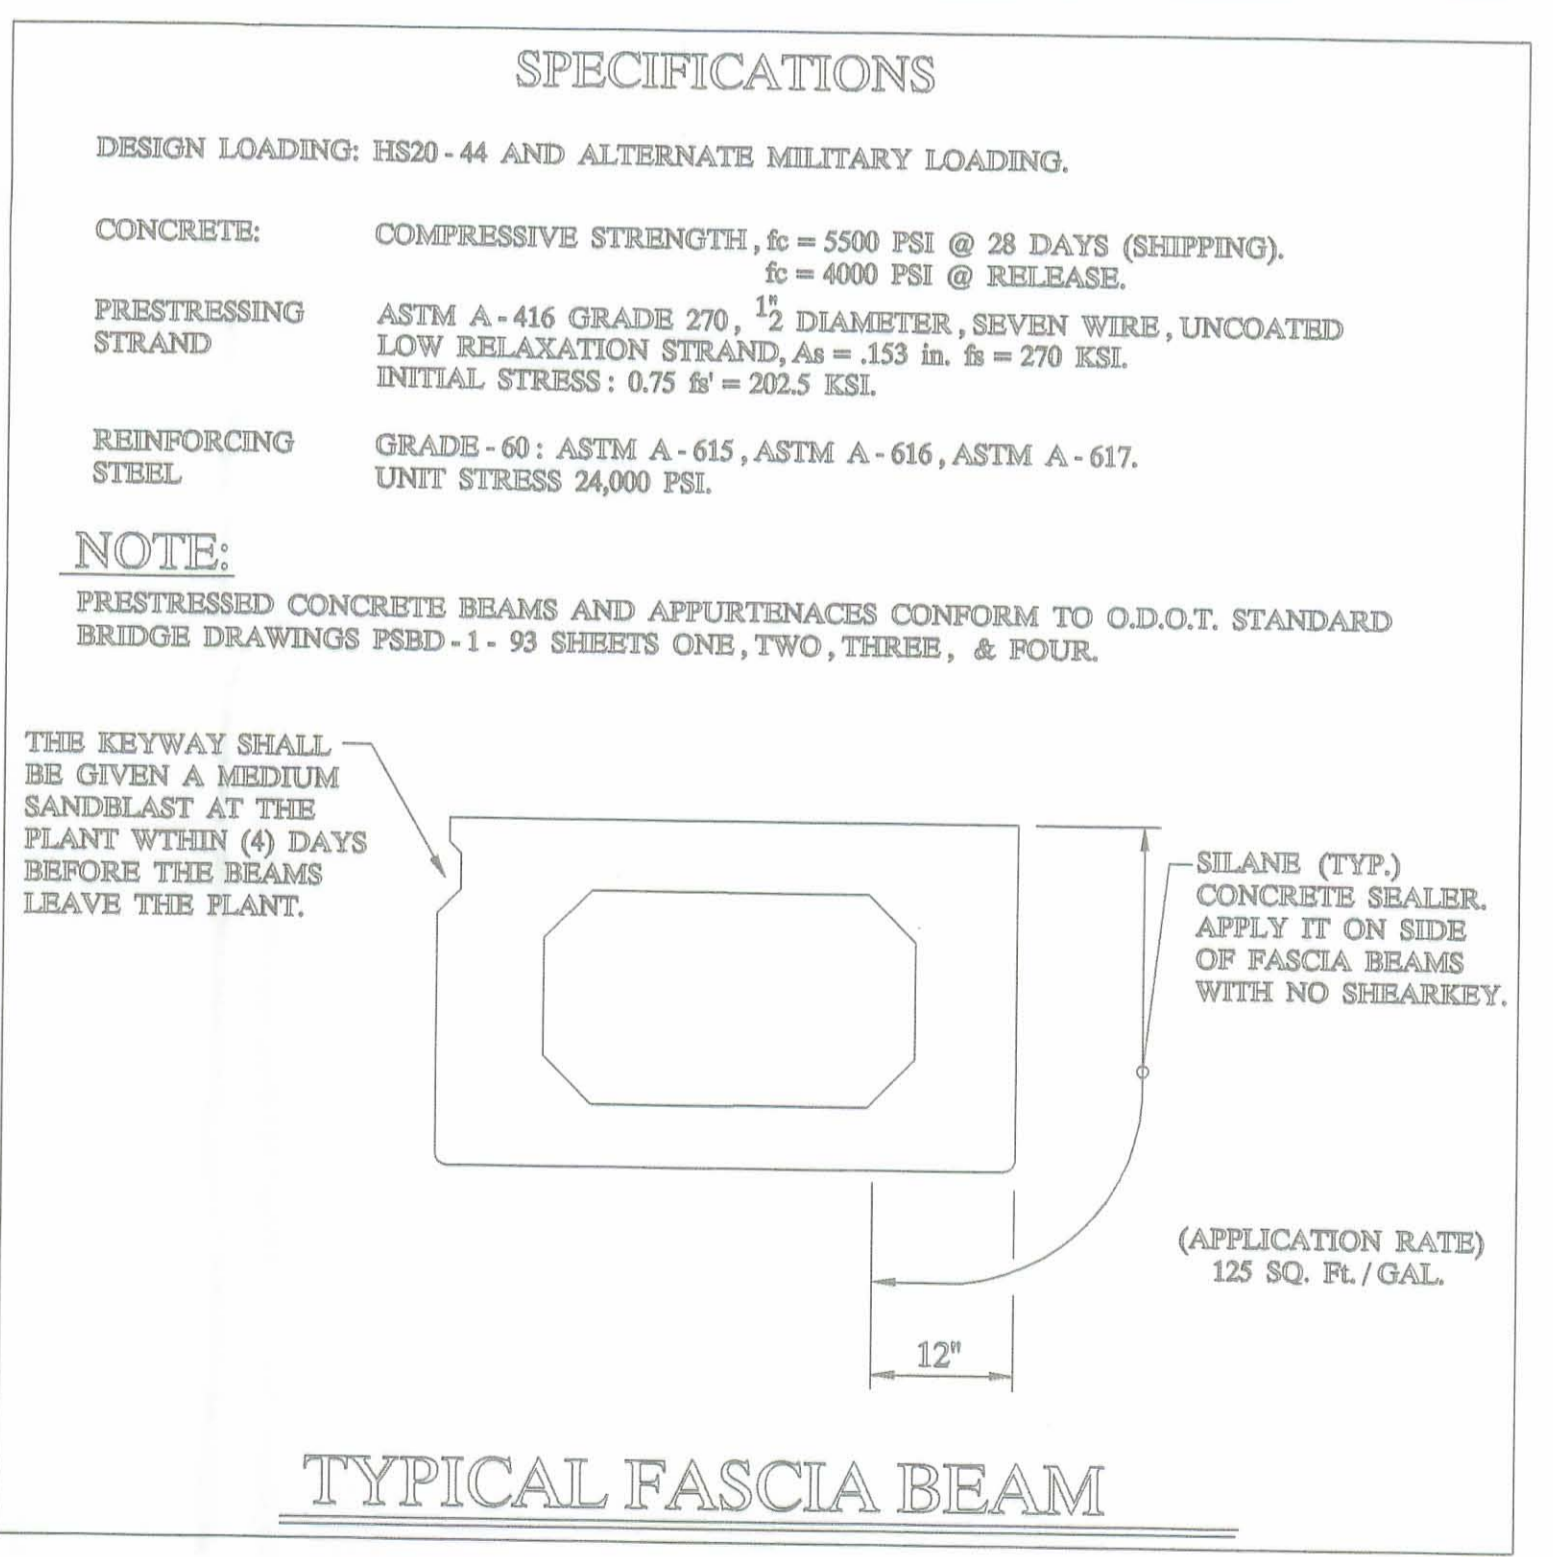 SPECIFICATIONS
DESIGN LOADING: HS20-44 AND ALTERNATE MILITARY LOADING.
CONCRETE: COMPRESSIVE STRENGTH, fc = 5500 PSI @ 28 DAYS (SHIPPING).
fc = 4000 PSI @ RELEASE.
PRESTRESSING STRAND
ASTM A-416 GRADE 270, 1"2 DIAMETER, SEVEN WIRE, UNCOATED
LOW RELAXATION STRAND, As = .153 in. fs = 270 KSI.
INITIAL STRESS: 0.75 fs' = 202.5 KSI.
REINFORCING STEEL
GRADE-60: ASTM A-615, ASTM A-616, ASTM A-617.
UNIT STRESS 24,000 PSI.
NOTE:
PRESTRESSED CONCRETE BEAMS AND APPURTENACES CONFORM TO O.D.O.T. STANDARD
BRIDGE DRAWINGS PSBD-1-93 SHEETS ONE, TWO, THREE, & FOUR.
THE KEYWAY SHALL
BE GIVEN A MEDIUM
SANDBLAST AT THE
PLANT WTHIN (4) DAYS
BEFORE THE BEAMS
LEAVE THE PLANT.
SILANE (TYP.)
CONCRETE SEALER.
APPLY IT ON SIDE
OF FASCIA BEAMS
WITH NO SHEARKEY.
(APPLICATION RATE)
125 SQ. Ft./GAL.
12"
TYPICAL FASCIA BEAM